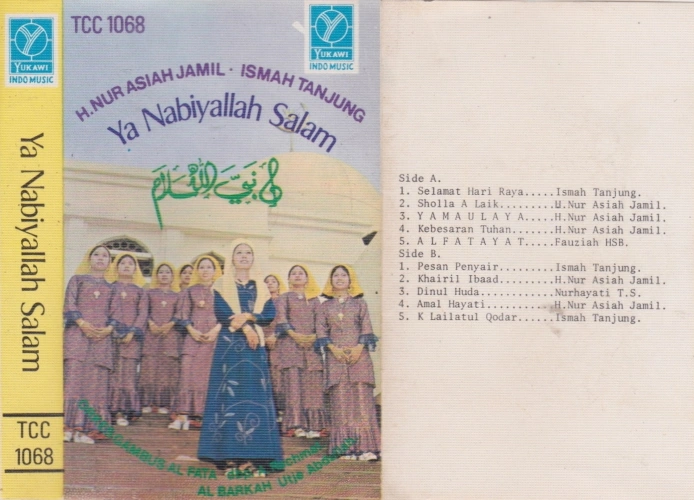 YUKAWI
INDO MUSIC
Ya Nabiyallah Salam
TCC
1068
TCC 1068
YUKAWI
INDO MUSIC
H. NUR ASIAH JAMIL · ISMAH TANJUNG
Ya Nabiyallah Salam
GAMBUS AL FATA
AL BARKAH Utje
Side A.
1. Selamat Hari Raya.....Ismah Tanjung.
2. Sholla A Laik.........H.Nur Asiah Jamil.
3. Y A M A U L A Y A.....H.Nur Asiah Jamil.
4. Kebesaran Tuhan.......H.Nur Asiah Jamil.
5. A L F A T A Y A T.....Fauziah HSB.
Side B.
1. Pesan Penyair.........Ismah Tanjung.
2. Khairil Ibaad.........H.Nur Asiah Jamil.
3. Dinul Huda............Nurhayati T.S.
4. Amal Hayati...........H.Nur Asiah Jamil.
5. K Lailatul Qodar......Ismah Tanjung.